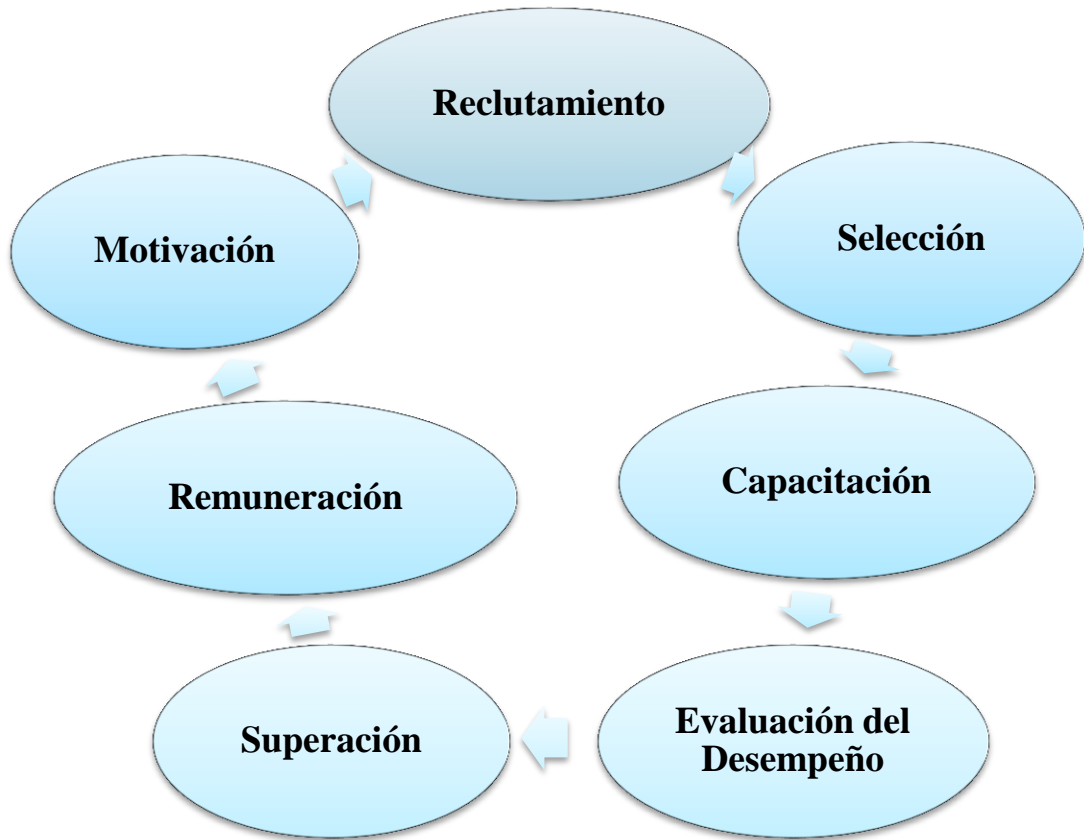 Reclutamiento
Selección
Capacitación
Evaluación del
Desempeño
Superación
Remuneración
Motivación